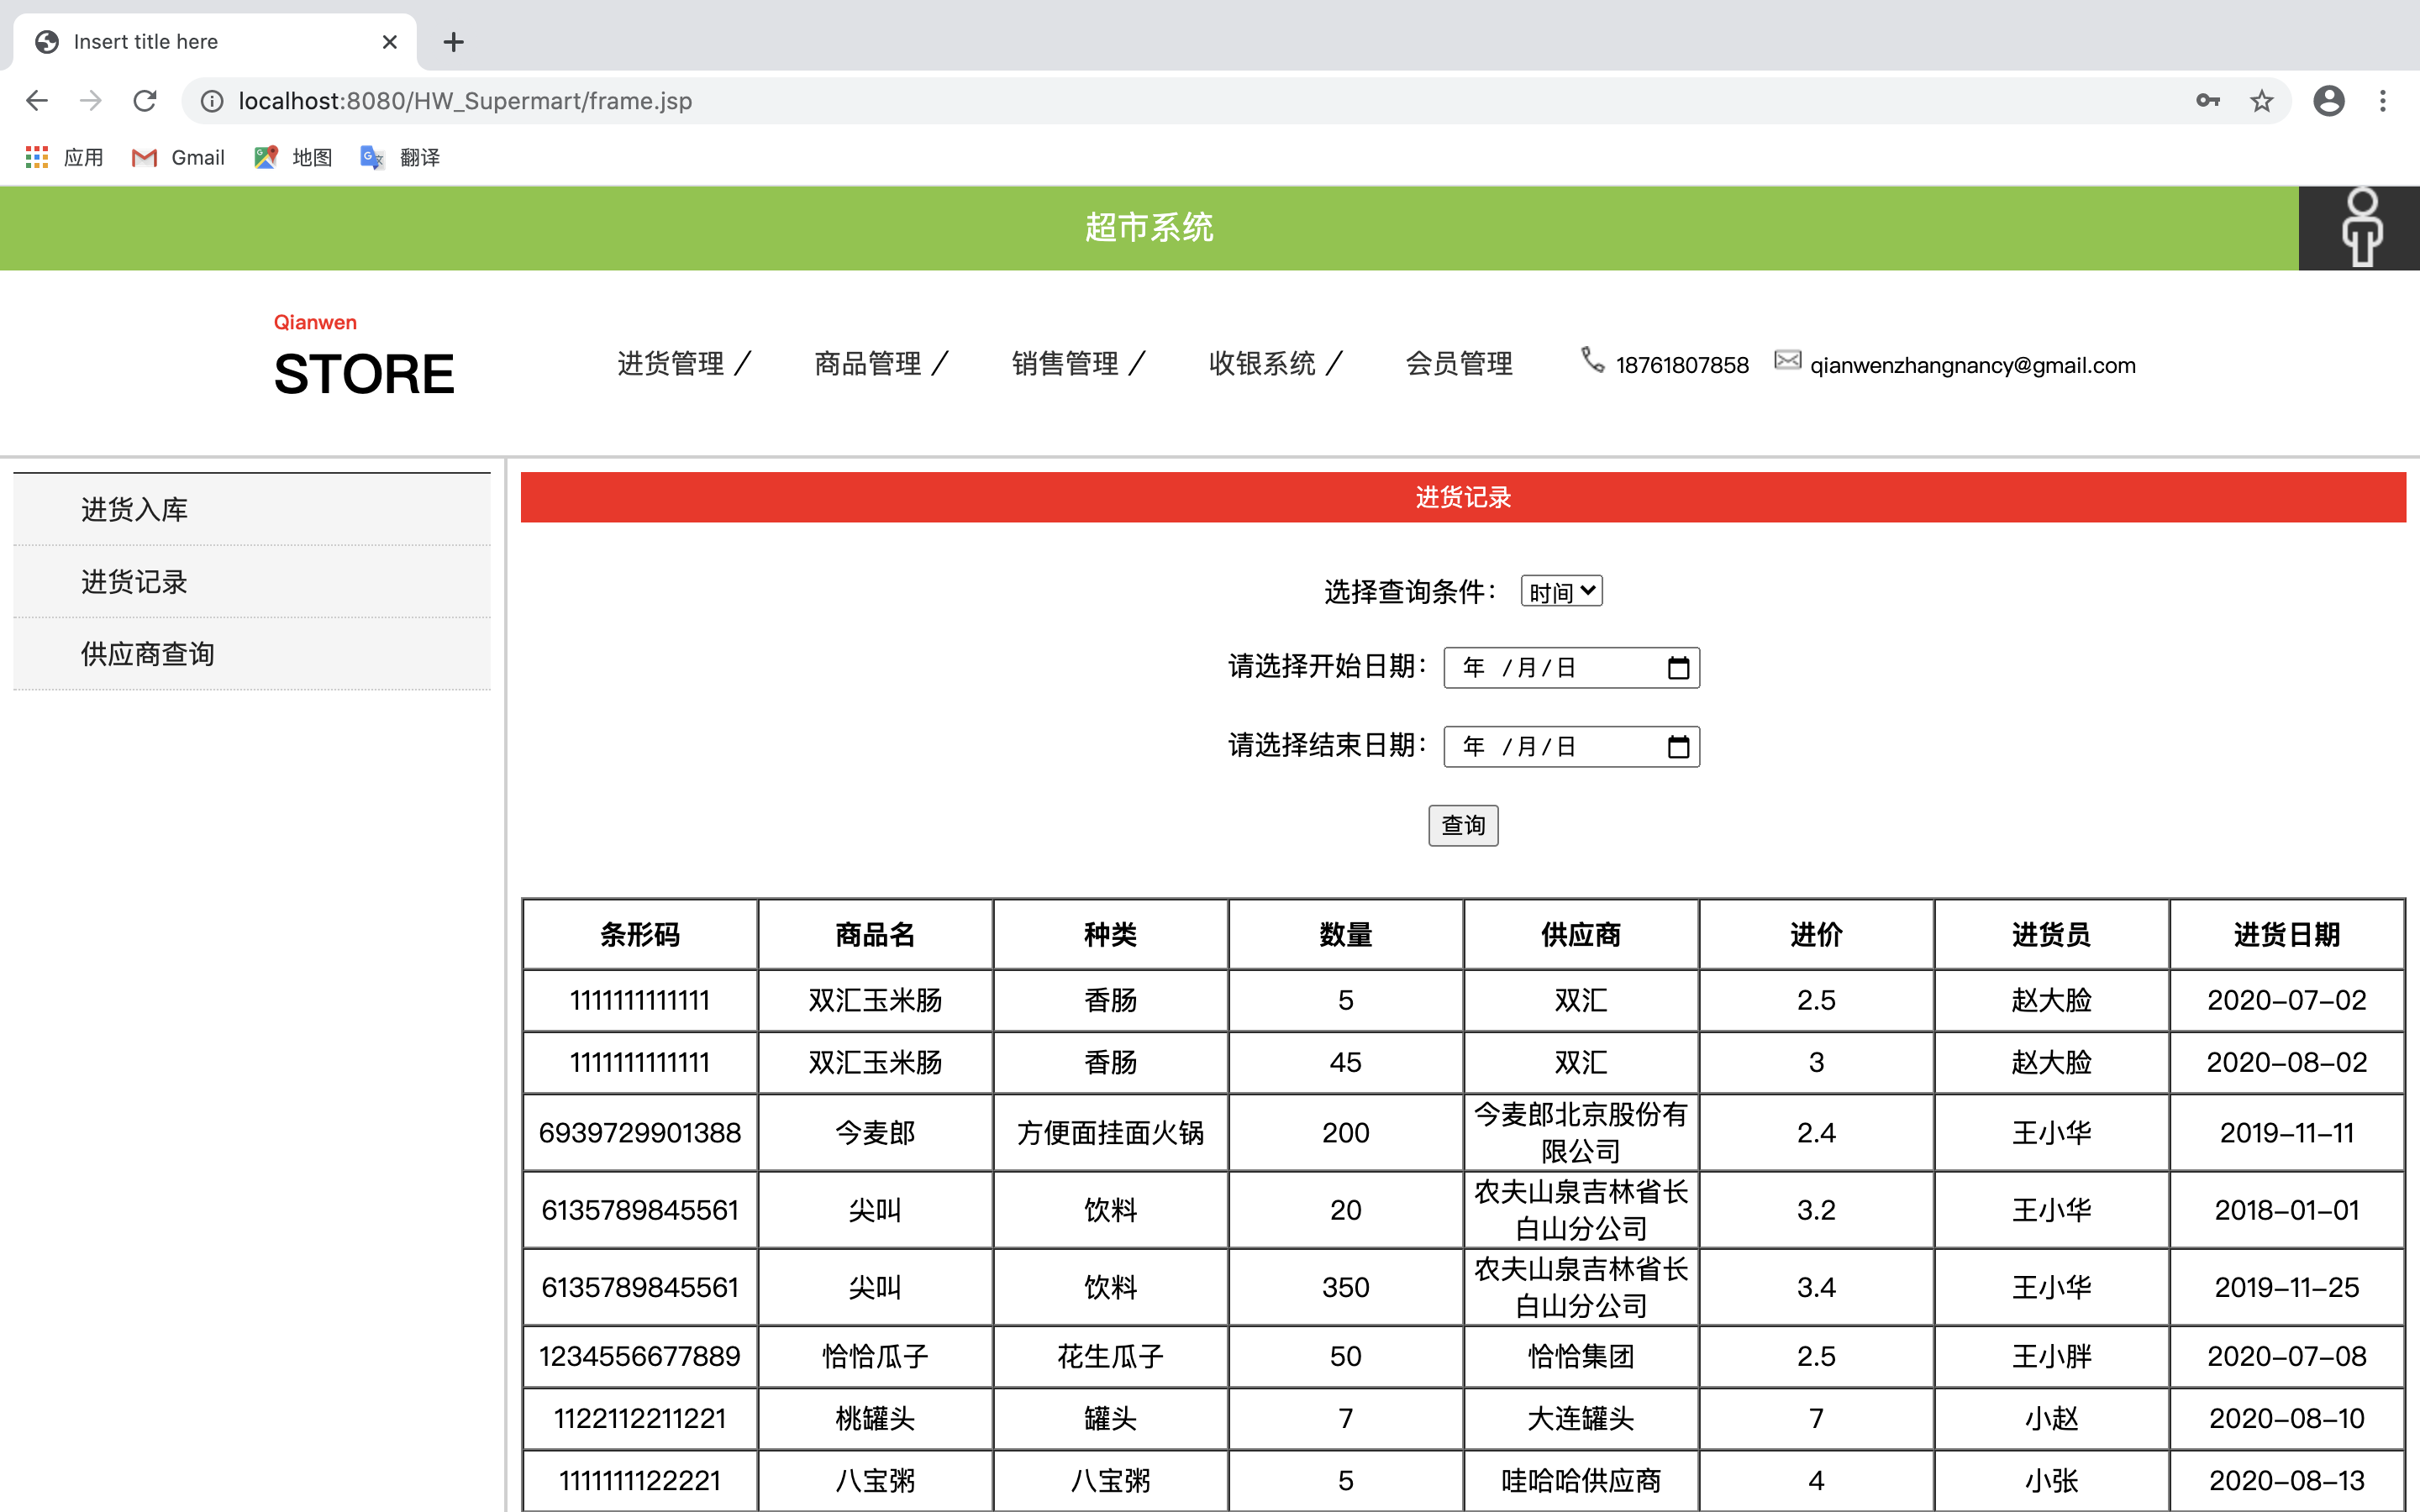 Insert title here
localhost:8080/HW_Supermart/frame.jsp
应用 Gmail 地图 翻译
超市系统
Qianwen
STORE
进货管理 / 商品管理 / 销售管理 / 收银系统 / 会员管理 18761807858 qianwenzhangnancy@gmail.com
进货入库
进货记录
供应商查询
进货记录
选择查询条件： 时间
请选择开始日期： 年 /月/日
请选择结束日期： 年 /月/日
查询
条形码 商品名 种类 数量 供应商 进价 进货员 进货日期
1111111111111 双汇玉米肠 香肠 5 双汇 2.5 赵大脸 2020-07-02
1111111111111 双汇玉米肠 香肠 45 双汇 3 赵大脸 2020-08-02
6939729901388 今麦郎 方便面挂面火锅 200 今麦郎北京股份有限公司 2.4 王小华 2019-11-11
6135789845561 尖叫 饮料 20 农夫山泉吉林省长白山分公司 3.2 王小华 2018-01-01
6135789845561 尖叫 饮料 350 农夫山泉吉林省长白山分公司 3.4 王小华 2019-11-25
1234556677889 恰恰瓜子 花生瓜子 50 恰恰集团 2.5 王小胖 2020-07-08
1122112211221 桃罐头 罐头 7 大连罐头 7 小赵 2020-08-10
1111111122221 八宝粥 八宝粥 5 哇哈哈供应商 4 小张 2020-08-13